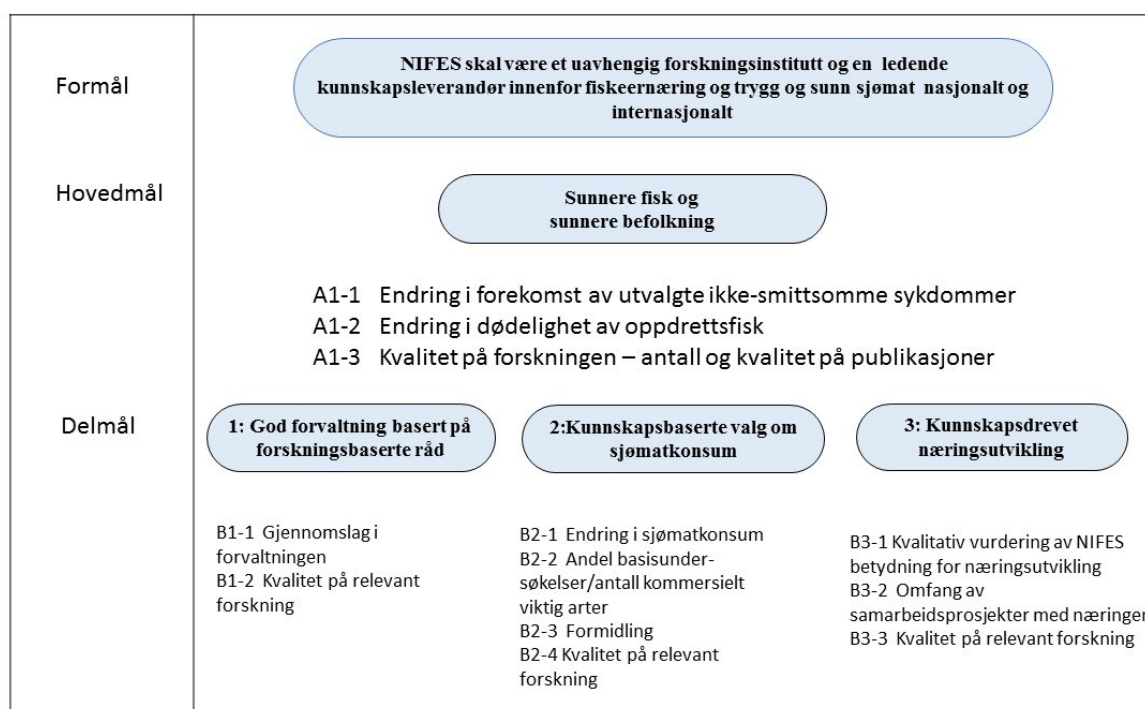 Formål
NIFES skal være et uavhengig forskningsinstitutt og en ledende
kunnskapsleverandør innenfor fiskeernæring og trygg og sunn sjømat nasjonalt og
internasjonalt
Hovedmål
Sunnere fisk og
sunnere befolkning
A1-1 Endring i forekomst av utvalgte ikke-smittsomme sykdommer
A1-2 Endring i dødelighet av oppdrettsfisk
A1-3 Kvalitet på forskningen – antall og kvalitet på publikasjoner
Delmål
1: God forvaltning basert på
forskningsbaserte råd
2:Kunnskapsbaserte valg om
sjømatkonsum
3: Kunnskapsdrevet
næringsutvikling
B1-1 Gjennomslag i
forvaltningen
B1-2 Kvalitet på relevant
forskning
B2-1 Endring i sjømatkonsum
B2-2 Andel basisunder-
søkelser/antall kommersielt
viktig arter
B2-3 Formidling
B2-4 Kvalitet på relevant
forskning
B3-1 Kvalitativ vurdering av NIFES
betydning for næringsutvikling
B3-2 Omfang av
samarbeidsprosjekter med næringen
B3-3 Kvalitet på relevant forskning